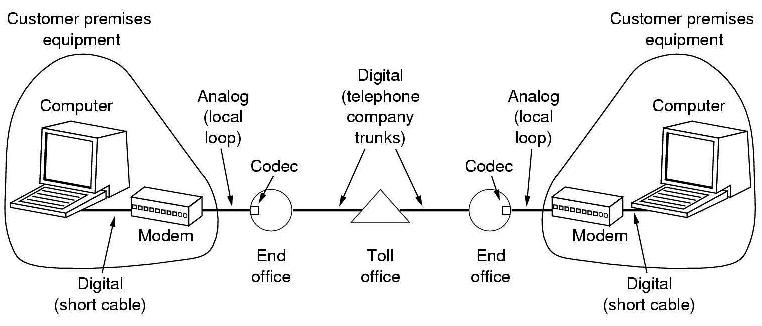 Customer premises
equipment
Computer
Modem
Digital
(short cable)
Analog
(local
loop)
Codec
End
office
Digital
(telephone
company
trunks)
Toll
office
Analog
(local
loop)
Codec
End
office
Customer premises
equipment
Computer
Modem
Digital
(short cable)